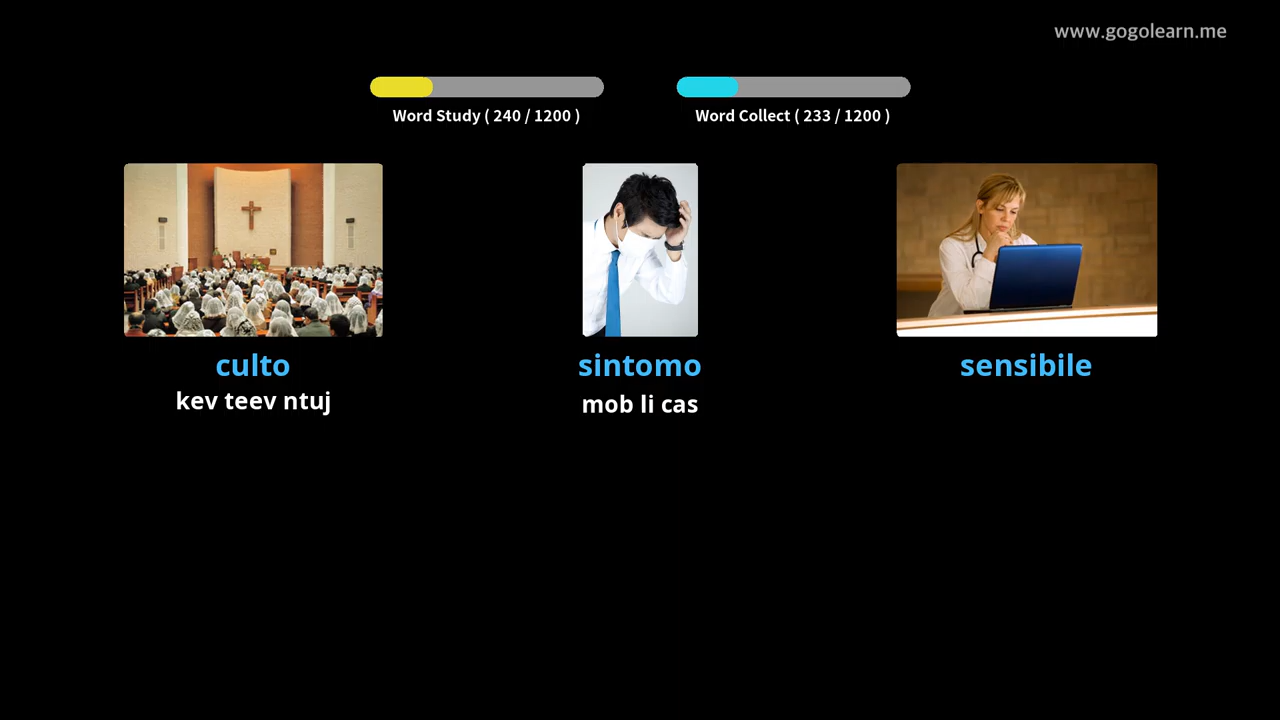 www.gogolearn.me
Word Study ( 240 / 1200 )
Word Collect ( 233 / 1200 )
culto
kev teev ntuj
sintomo
mob li cas
sensibile